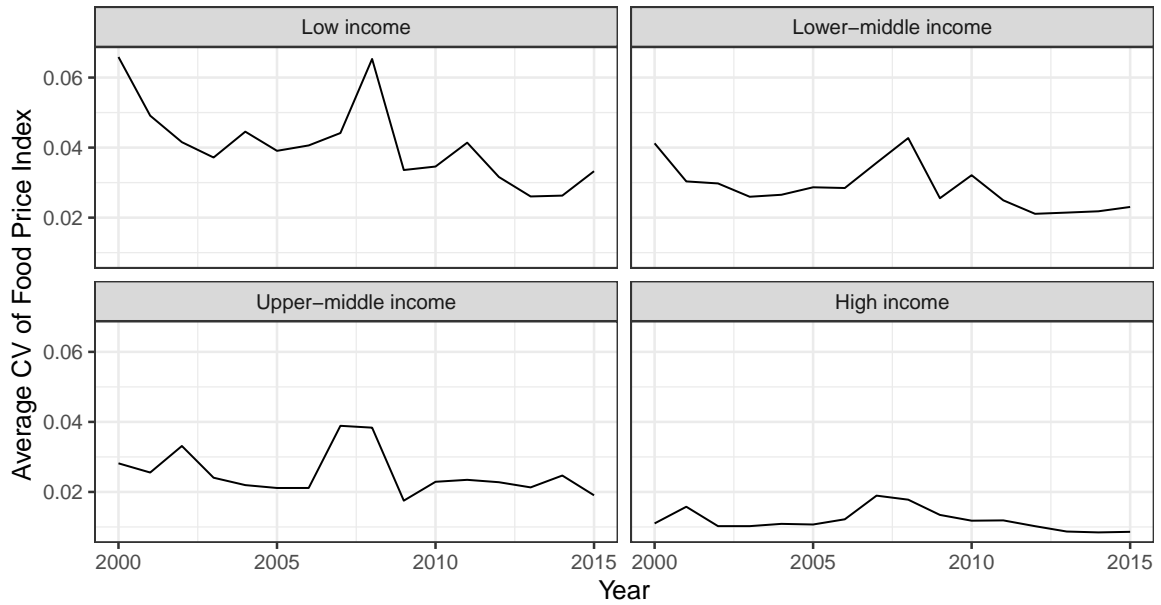 Low income
Lower−middle income
0.06
0.04
0.02
Upper−middle income
High income
0.06
0.04
0.02
2000 2005 2010 2015
2000 2005 2010 2015
Year
Average CV of Food Price Index